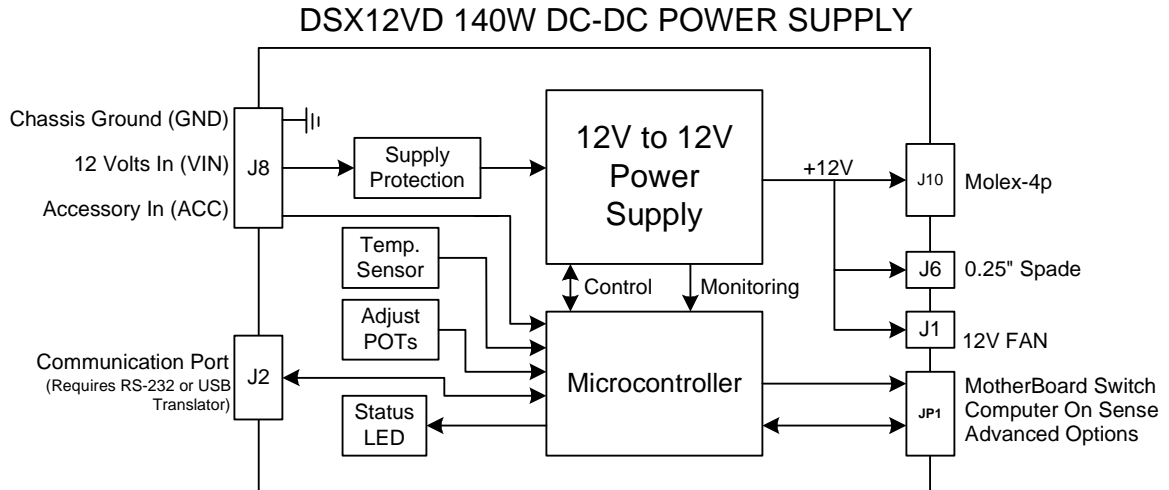 DSX12VD 140W DC-DC POWER SUPPLY
Chassis Ground (GND)
12 Volts In (VIN)
Accessory In (ACC)
J8
Supply
Protection
12V to 12V
Power
Supply
+12V
J10
Molex-4p
J6
0.25" Spade
J1
12V FAN
Temp.
Sensor
Control
Monitoring
Adjust
POTs
Communication Port
(Requires RS-232 or USB
Translator)
J2
Status
LED
Microcontroller
JP1
MotherBoard Switch
Computer On Sense
Advanced Options